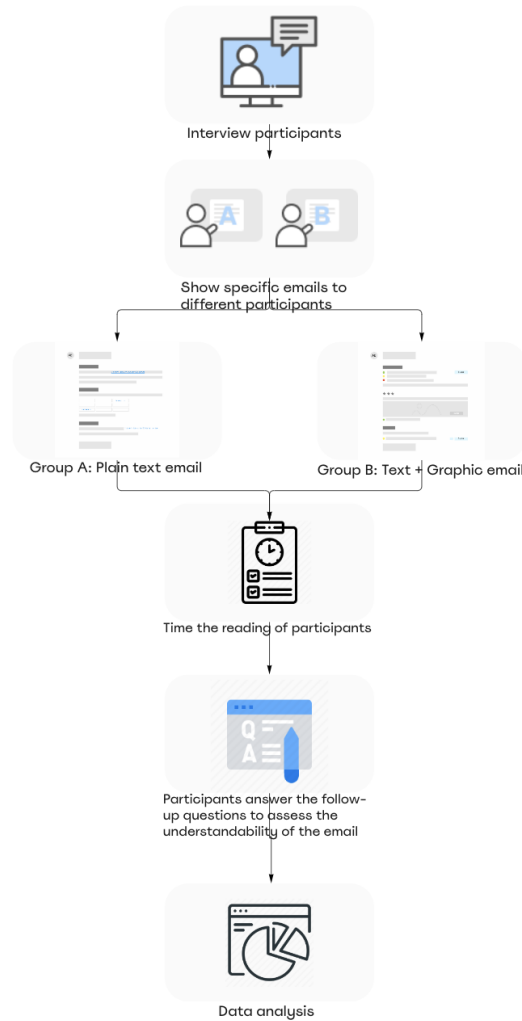 Interview participants
A
B
Show specific emails to
different participants
Group A: Plain text email
Group B: Text + Graphic email
Time the reading of participants
Q
A
Participants answer the follow-
up questions to assess the
understandability of the email
Data analysis